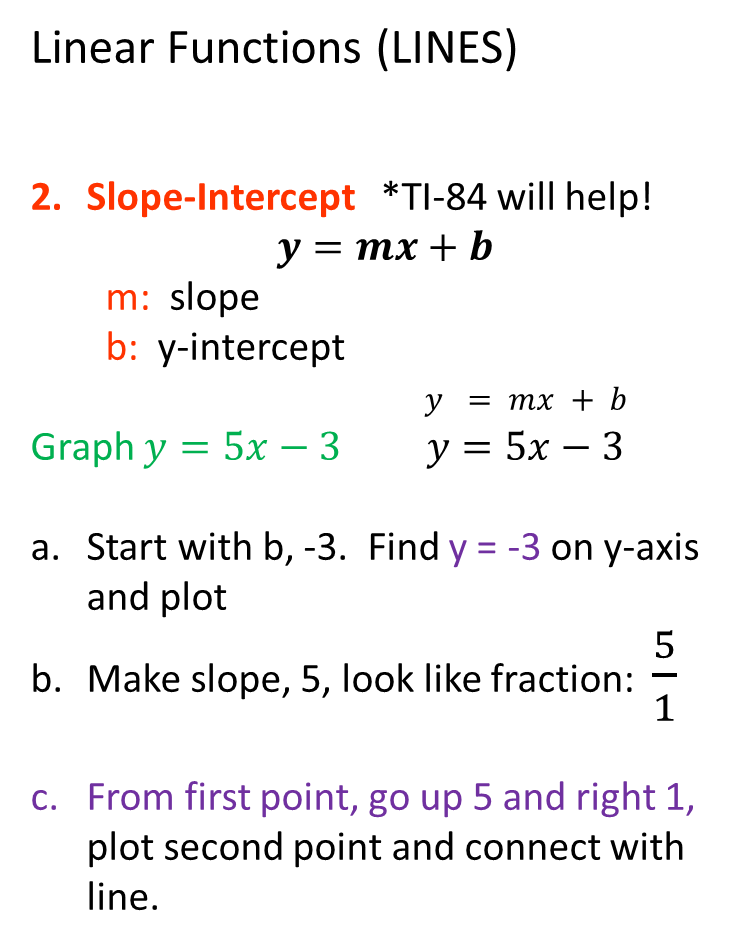 Linear Functions (LINES)
2. Slope-Intercept *TI-84 will help!
y = mx + b
m: slope
b: y-intercept
y = mx + b
Graph y = 5x − 3 y = 5x − 3
a. Start with b, -3. Find y = -3 on y-axis
and plot
b. Make slope, 5, look like fraction: 5/1
c. From first point, go up 5 and right 1,
plot second point and connect with
line.